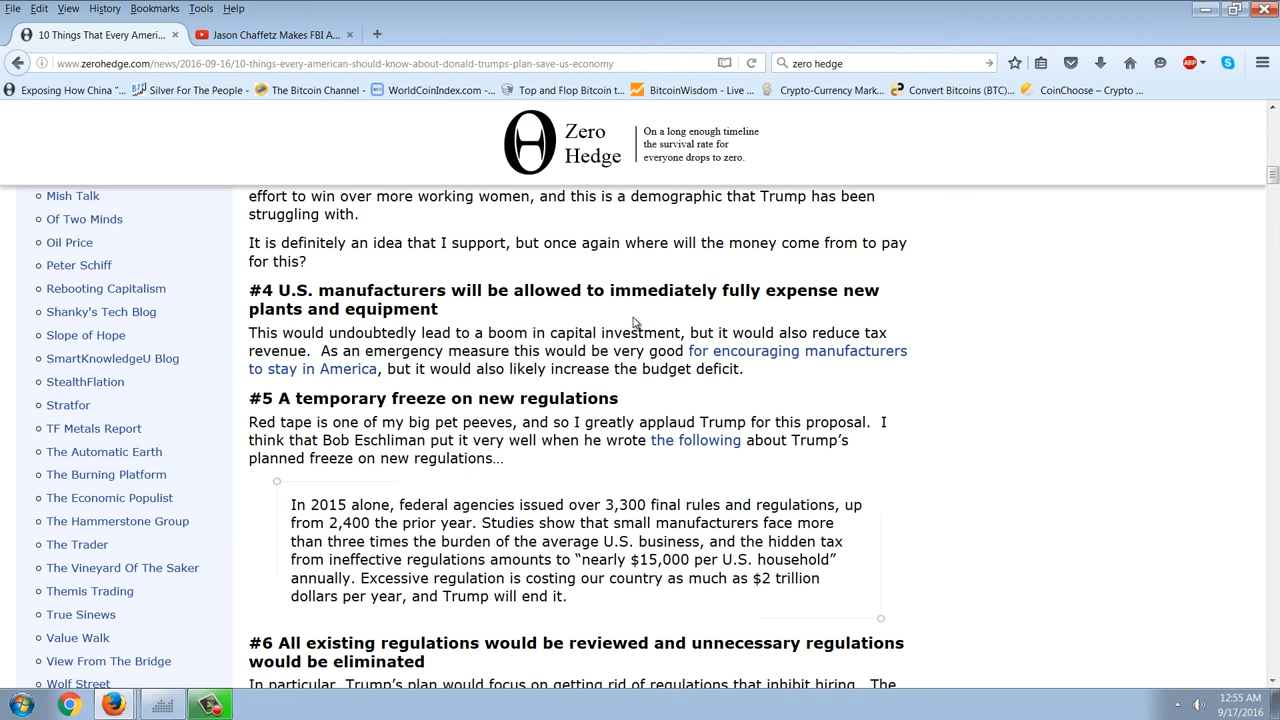 File Edit View History Bookmarks Tools Help
10 Things That Every Ameri...
Jason Chaffetz Makes FBI A...
www.zerohedge.com/news/2016-09-16/10-things-every-american-should-know-about-donald-trumps-plan-save-us-economy
zero hedge
ABP
Exposing How China "... Silver For The People - ... The Bitcoin Channel - ... WorldCoinIndex.com -... Top and Flop Bitcoin t... BitcoinWisdom - Live ... Crypto-Currency Mark... Convert Bitcoins (BTC)... CoinChoose – Crypto ...
Zero
Hedge
On a long enough timeline
the survival rate for
everyone drops to zero.
Mish Talk
Of Two Minds
Oil Price
Peter Schiff
Rebooting Capitalism
Shanky's Tech Blog
Slope of Hope
SmartKnowledgeU Blog
StealthFlation
Stratfor
TF Metals Report
The Automatic Earth
The Burning Platform
The Economic Populist
The Hammerstone Group
The Trader
The Vineyard Of The Saker
Themis Trading
True Sinews
Value Walk
View From The Bridge
Wolf Street
effort to win over more working women, and this is a demographic that Trump has been
struggling with.
It is definitely an idea that I support, but once again where will the money come from to pay
for this?
#4 U.S. manufacturers will be allowed to immediately fully expense new
plants and equipment
This would undoubtedly lead to a boom in capital investment, but it would also reduce tax
revenue.  As an emergency measure this would be very good for encouraging manufacturers
to stay in America, but it would also likely increase the budget deficit.
#5 A temporary freeze on new regulations
Red tape is one of my big pet peeves, and so I greatly applaud Trump for this proposal.  I
think that Bob Eschliman put it very well when he wrote the following about Trump’s
planned freeze on new regulations…
In 2015 alone, federal agencies issued over 3,300 final rules and regulations, up
from 2,400 the prior year. Studies show that small manufacturers face more
than three times the burden of the average U.S. business, and the hidden tax
from ineffective regulations amounts to “nearly $15,000 per U.S. household”
annually. Excessive regulation is costing our country as much as $2 trillion
dollars per year, and Trump will end it.
#6 All existing regulations would be reviewed and unnecessary regulations
would be eliminated
In particular, Trump’s plan would focus on getting rid of regulations that inhibit hiring.  The
12:55 AM
9/17/2016